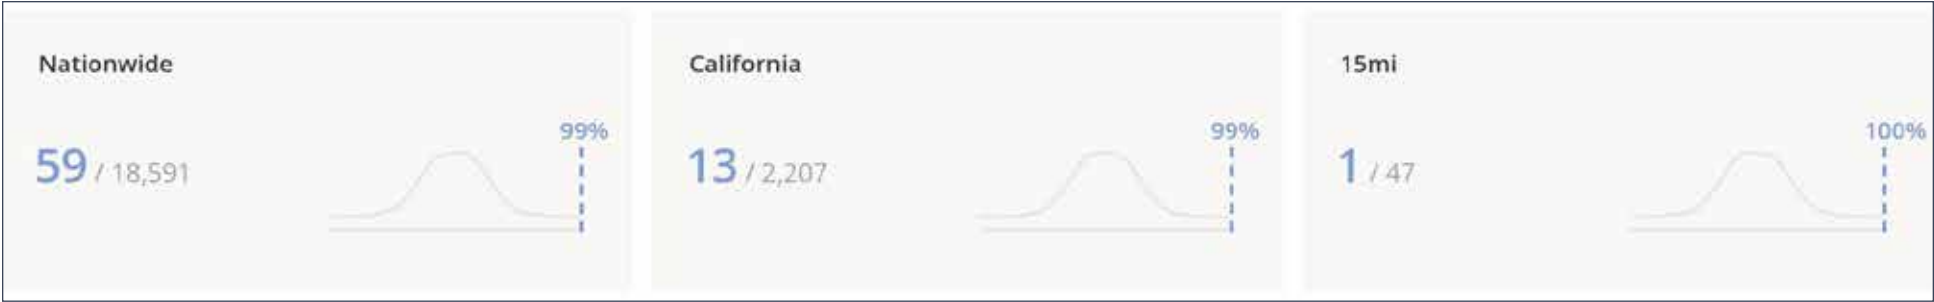 Nationwide
99%
59 / 18,591
California
99%
13 / 2,207
15mi
100%
1 / 47